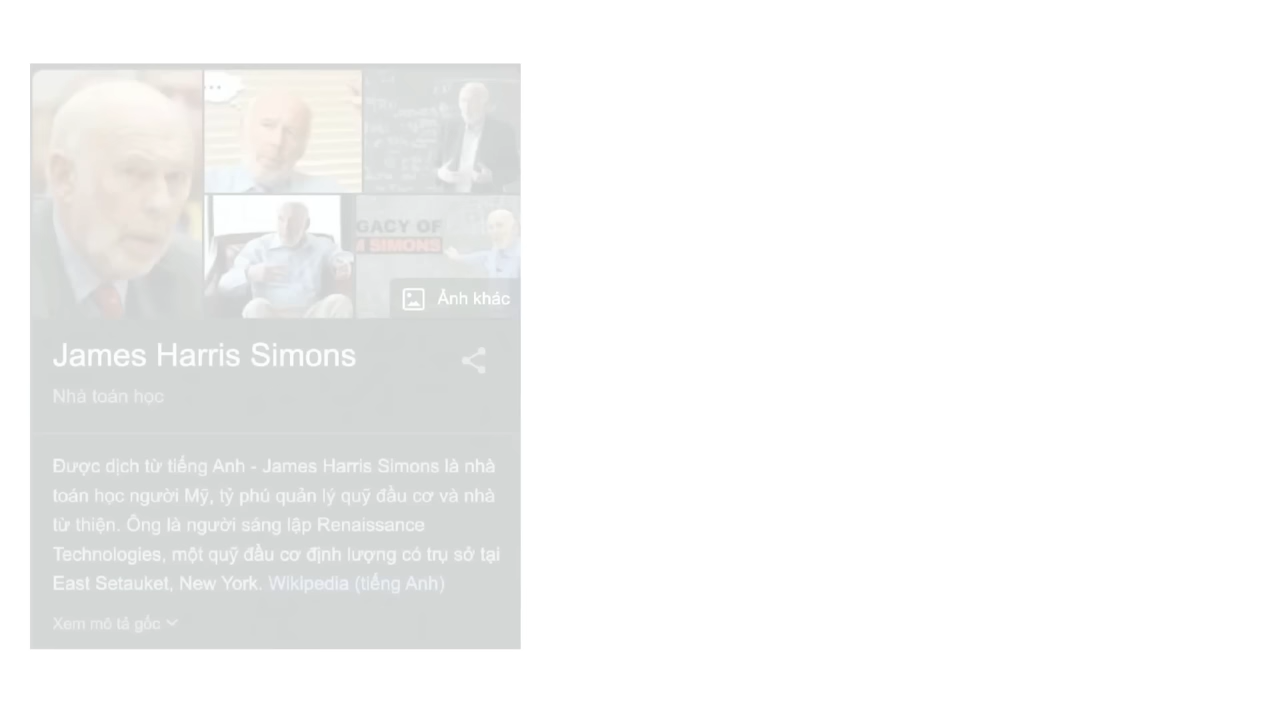 GACY OF
M SIMONS
Ảnh khác
James Harris Simons
Nhà toán học
Được dịch từ tiếng Anh - James Harris Simons là nhà
toán học người Mỹ, tỷ phú quản lý quỹ đầu cơ và nhà
từ thiện. Ông là người sáng lập Renaissance
Technologies, một quỹ đầu cơ định lượng có trụ sở tại
East Setauket, New York. Wikipedia (tiếng Anh)
Xem mô tả gốc